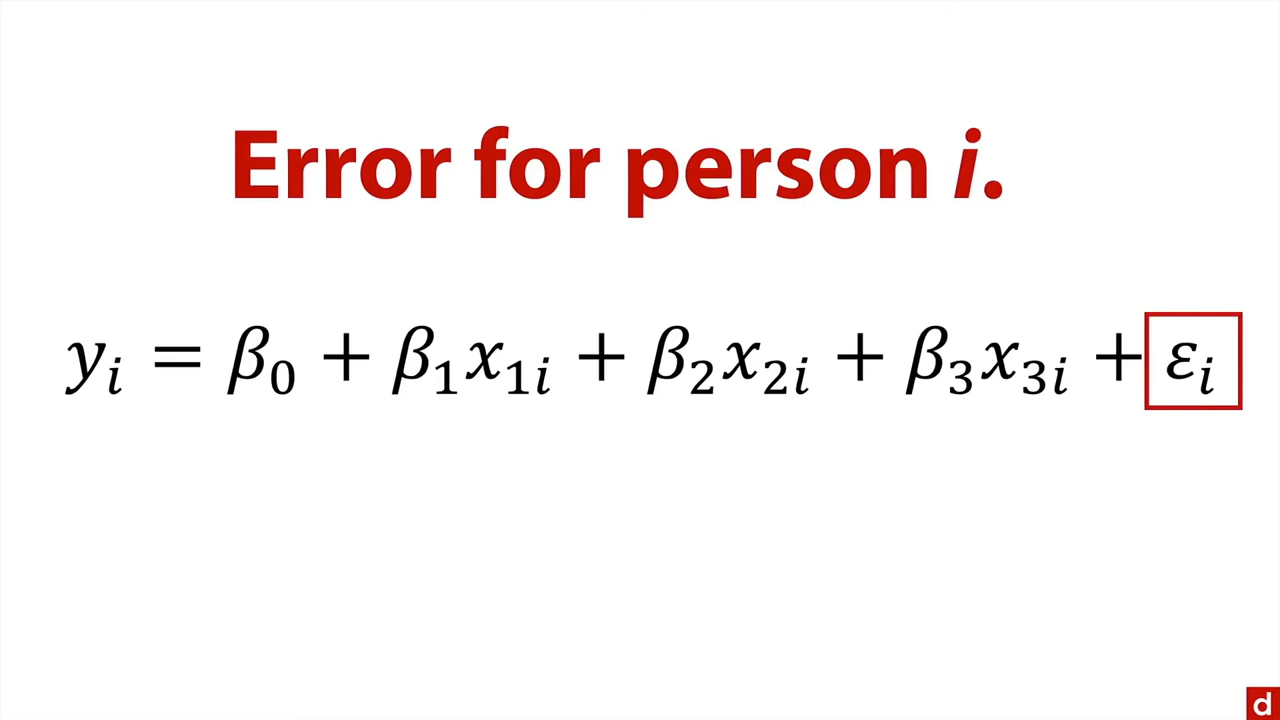 Error for person i.
yᵢ = β₀ + β₁x₁ᵢ + β₂x₂ᵢ + β₃x₃ᵢ + εᵢ
d